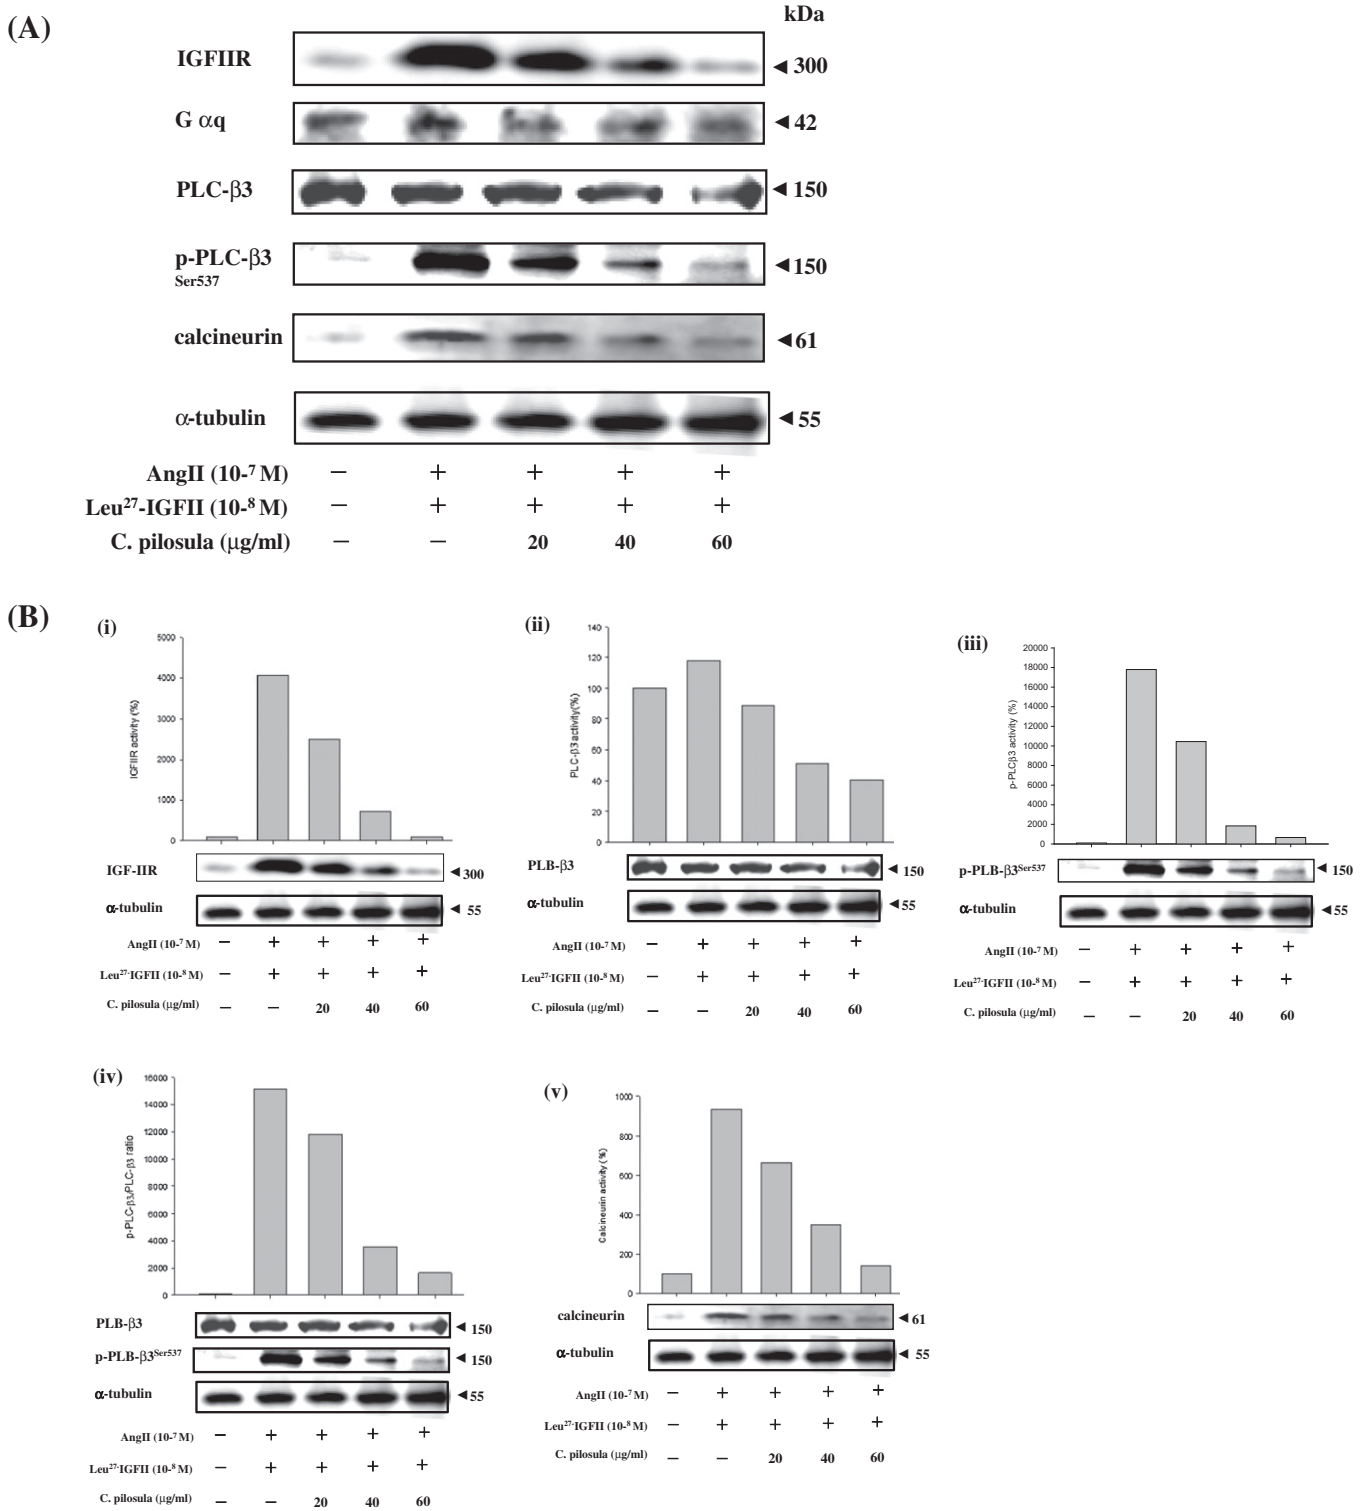 (A)
kDa
IGFIIR ◄300
G αq ◄42
PLC-β3 ◄150
p-PLC-β3 ◄150
Ser537
calcineurin ◄61
α-tubulin ◄55
AngII (10-⁷ M) − + + + +
Leu²⁷-IGFII (10-⁸ M) − + + + +
C. pilosula (μg/ml) − − 20 40 60
(B)
(i)
IGFIIR activity (%)
5000
4000
3000
2000
1000
0
IGF-IIR ◄300
α-tubulin ◄55
AngII (10-⁷ M) − + + + +
Leu²⁷-IGFII (10-⁸ M) − + + + +
C. pilosula (μg/ml) − − 20 40 60
(ii)
PLC-β3 activity(%)
140
120
100
80
60
40
20
0
PLB-β3 ◄150
α-tubulin ◄55
AngII (10-⁷ M) − + + + +
Leu²⁷-IGFII (10-⁸ M) − + + + +
C. pilosula (μg/ml) − − 20 40 60
(iii)
p-PLCβ3 activity (%)
20000
18000
16000
14000
12000
10000
8000
6000
4000
2000
0
p-PLB-β3Ser537 ◄150
α-tubulin ◄55
AngII (10-⁷ M) − + + + +
Leu²⁷-IGFII (10-⁸ M) − + + + +
C. pilosula (μg/ml) − − 20 40 60
(iv)
p-PLC-β3/PLC-β3 ratio
16000
14000
12000
10000
8000
6000
4000
2000
0
PLB-β3 ◄150
p-PLB-β3Ser537 ◄150
α-tubulin ◄55
AngII (10-⁷ M) − + + + +
Leu²⁷-IGFII (10-⁸ M) − + + + +
C. pilosula (μg/ml) − − 20 40 60
(v)
Calcineurin activity (%)
1000
800
600
400
200
0
calcineurin ◄61
α-tubulin ◄55
AngII (10-⁷ M) − + + + +
Leu²⁷-IGFII (10-⁸ M) − + + + +
C. pilosula (μg/ml) − − 20 40 60